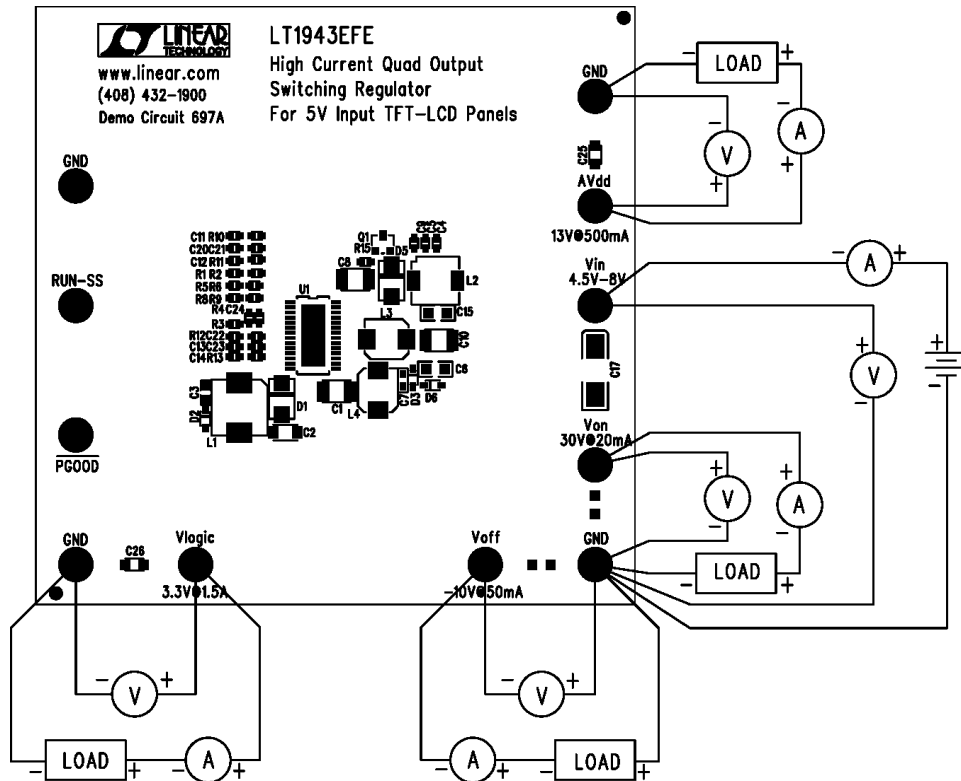 LINEAR
TECHNOLOGY
www.linear.com
(408) 432-1900
Demo Circuit 697A
LT1943EFE
High Current Quad Output
Switching Regulator
For 5V Input TFT-LCD Panels
GND
- LOAD +
-
V
+
-
A
+
C25
AVdd
13V@500mA
GND
RUN-SS
PGOOD
C11 R10
C20 C21
C12 R11
R1 R2
R5 R6
R8 R9
R4 C24
R3
R12 C22
C13 C23
C14 R13
U1
Q1
R15
D5
C8
C9
C5
C4
L2
L3
C15
C10
C6
C7
D3
D6
C1
L4
C3
D2
L1
D1
C2
Vin
4.5V-8V
- A +
+
V
-
+
-
C17
Von
30V@20mA
+
V
-
+
A
-
- LOAD +
GND
GND
C26
Vlogic
3.3V@1.5A
- V +
- LOAD + - A +
Voff
-10V@50mA
- V +
- A + - LOAD +